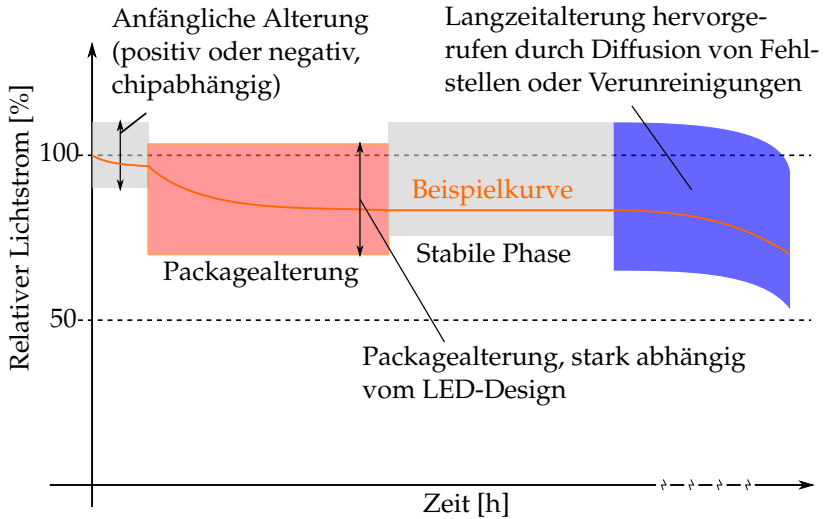 Anfängliche Alterung
(positiv oder negativ,
chipabhängig)
Langzeitalterung hervorge-
rufen durch Diffusion von Fehl-
stellen oder Verunreinigungen
Relativer Lichtstrom [%]
100
Beispielkurve
Packagealterung
Stabile Phase
50
Packagealterung, stark abhängig
vom LED-Design
Zeit [h]